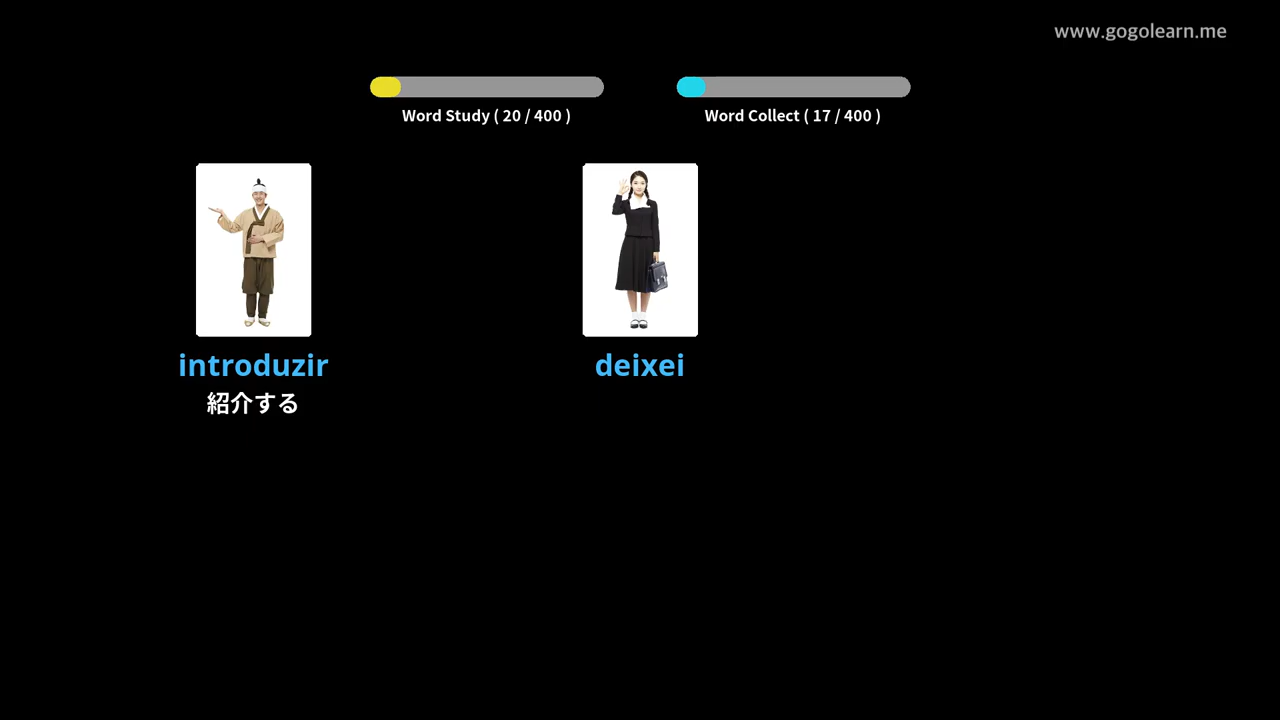 www.gogolearn.me
Word Study ( 20 / 400 )
Word Collect ( 17 / 400 )
introduzir
紹介する
deixei